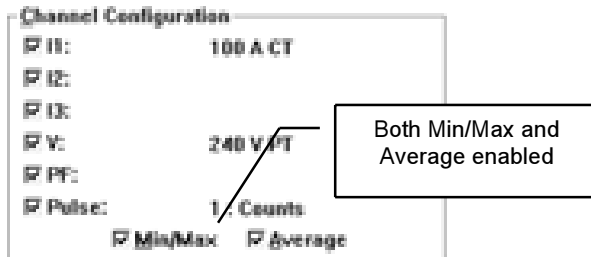 Channel Configuration
I1: 100 A CT
I2:
I3:
V: 240 V PT
PF:
Pulse: 1 : Counts
Min/Max Average
Both Min/Max and
Average enabled